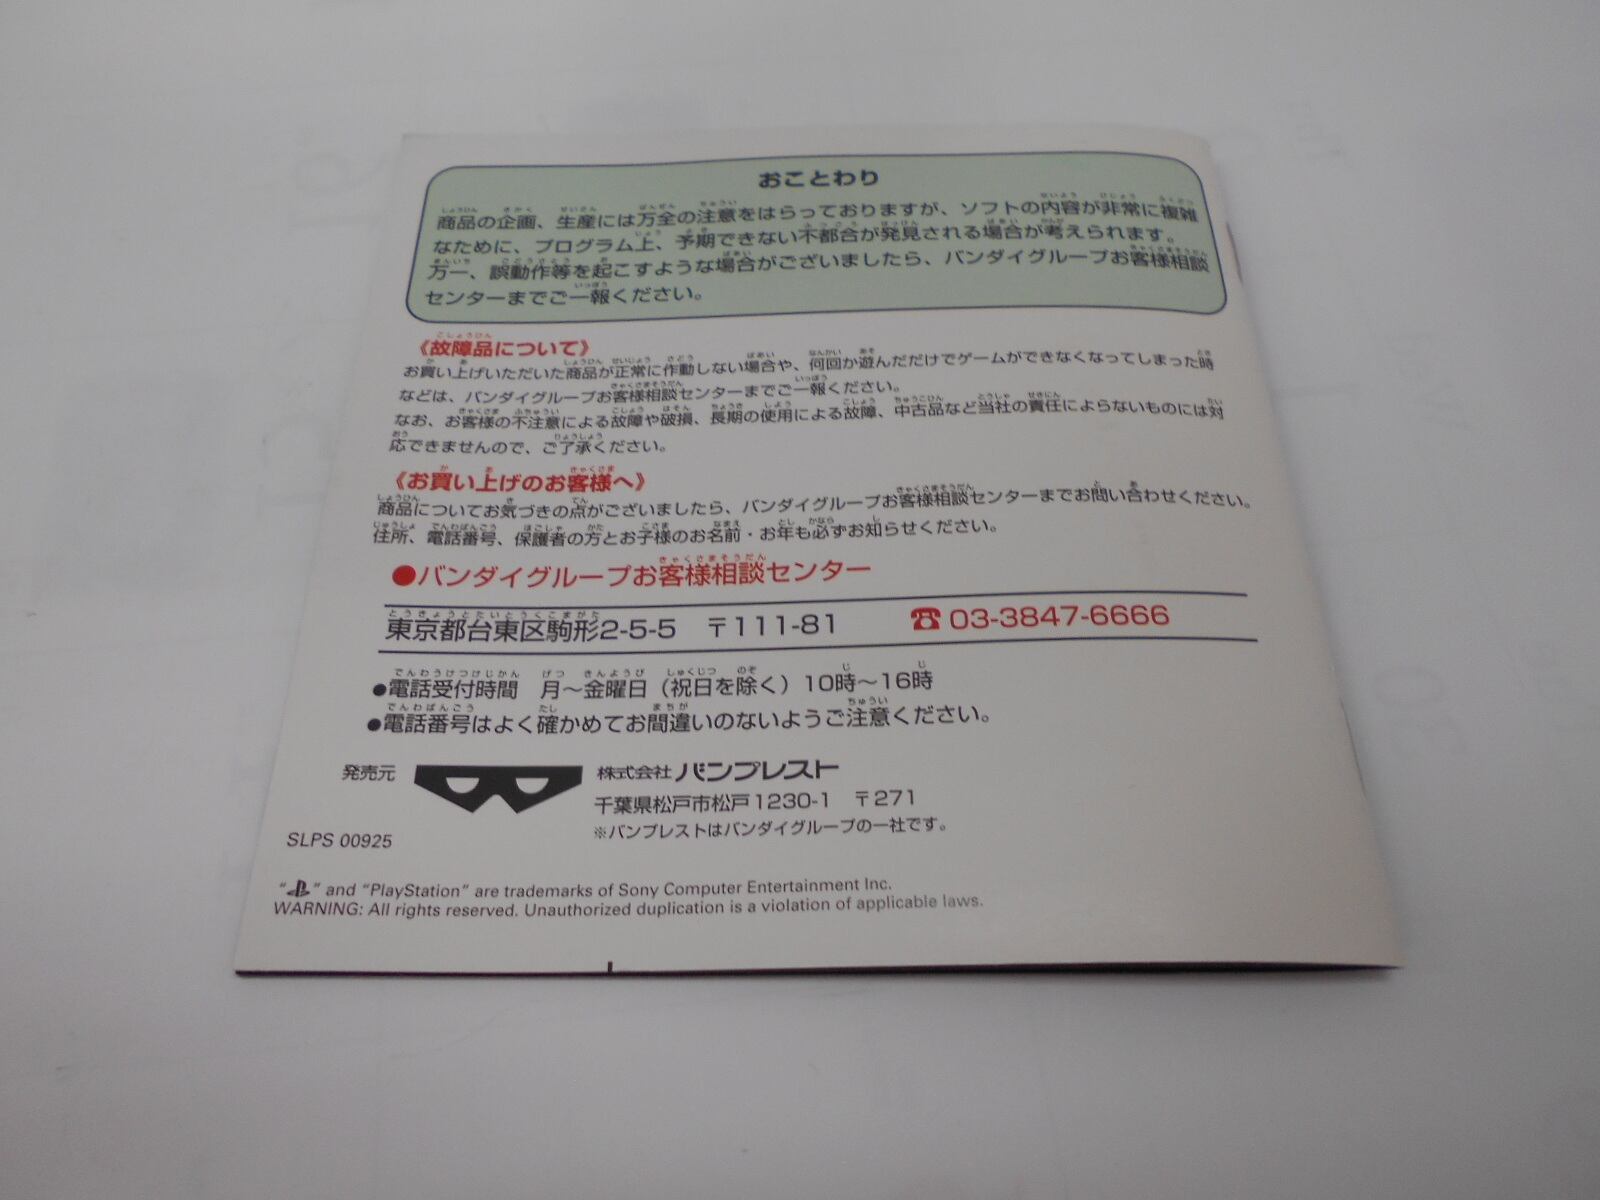 おことわり
商品の企画、生産には万全の注意をはらっておりますが、ソフトの内容が非常に複雑
なために、プログラム上、予期できない不都合が発見される場合が考えられます。
万一、誤動作等を起こすような場合がございましたら、バンダイグループお客様相談
センターまでご一報ください。
《故障品について》
お買い上げいただいた商品が正常に作動しない場合や、何回か遊んだだけでゲームができなくなってしまった時
などは、バンダイグループお客様相談センターまでご一報ください。
なお、お客様の不注意による故障や破損、長期の使用による故障、中古品など当社の責任によらないものには対
応できませんので、ご了承ください。
《お買い上げのお客様へ》
商品についてお気づきの点がございましたら、バンダイグループお客様相談センターまでお問い合わせください。
住所、電話番号、保護者の方とお子様のお名前・お年も必ずお知らせください。
●バンダイグループお客様相談センター
東京都台東区駒形2-5-5 〒111-81 ☎03-3847-6666
●電話受付時間 月～金曜日（祝日を除く）10時～16時
●電話番号はよく確かめてお間違いのないようご注意ください。
発売元 株式会社 バンプレスト
千葉県松戸市松戸1230-1 〒271
※バンプレストはバンダイグループの一社です。
SLPS 00925
“ ” and “PlayStation” are trademarks of Sony Computer Entertainment Inc.
WARNING: All rights reserved. Unauthorized duplication is a violation of applicable laws.